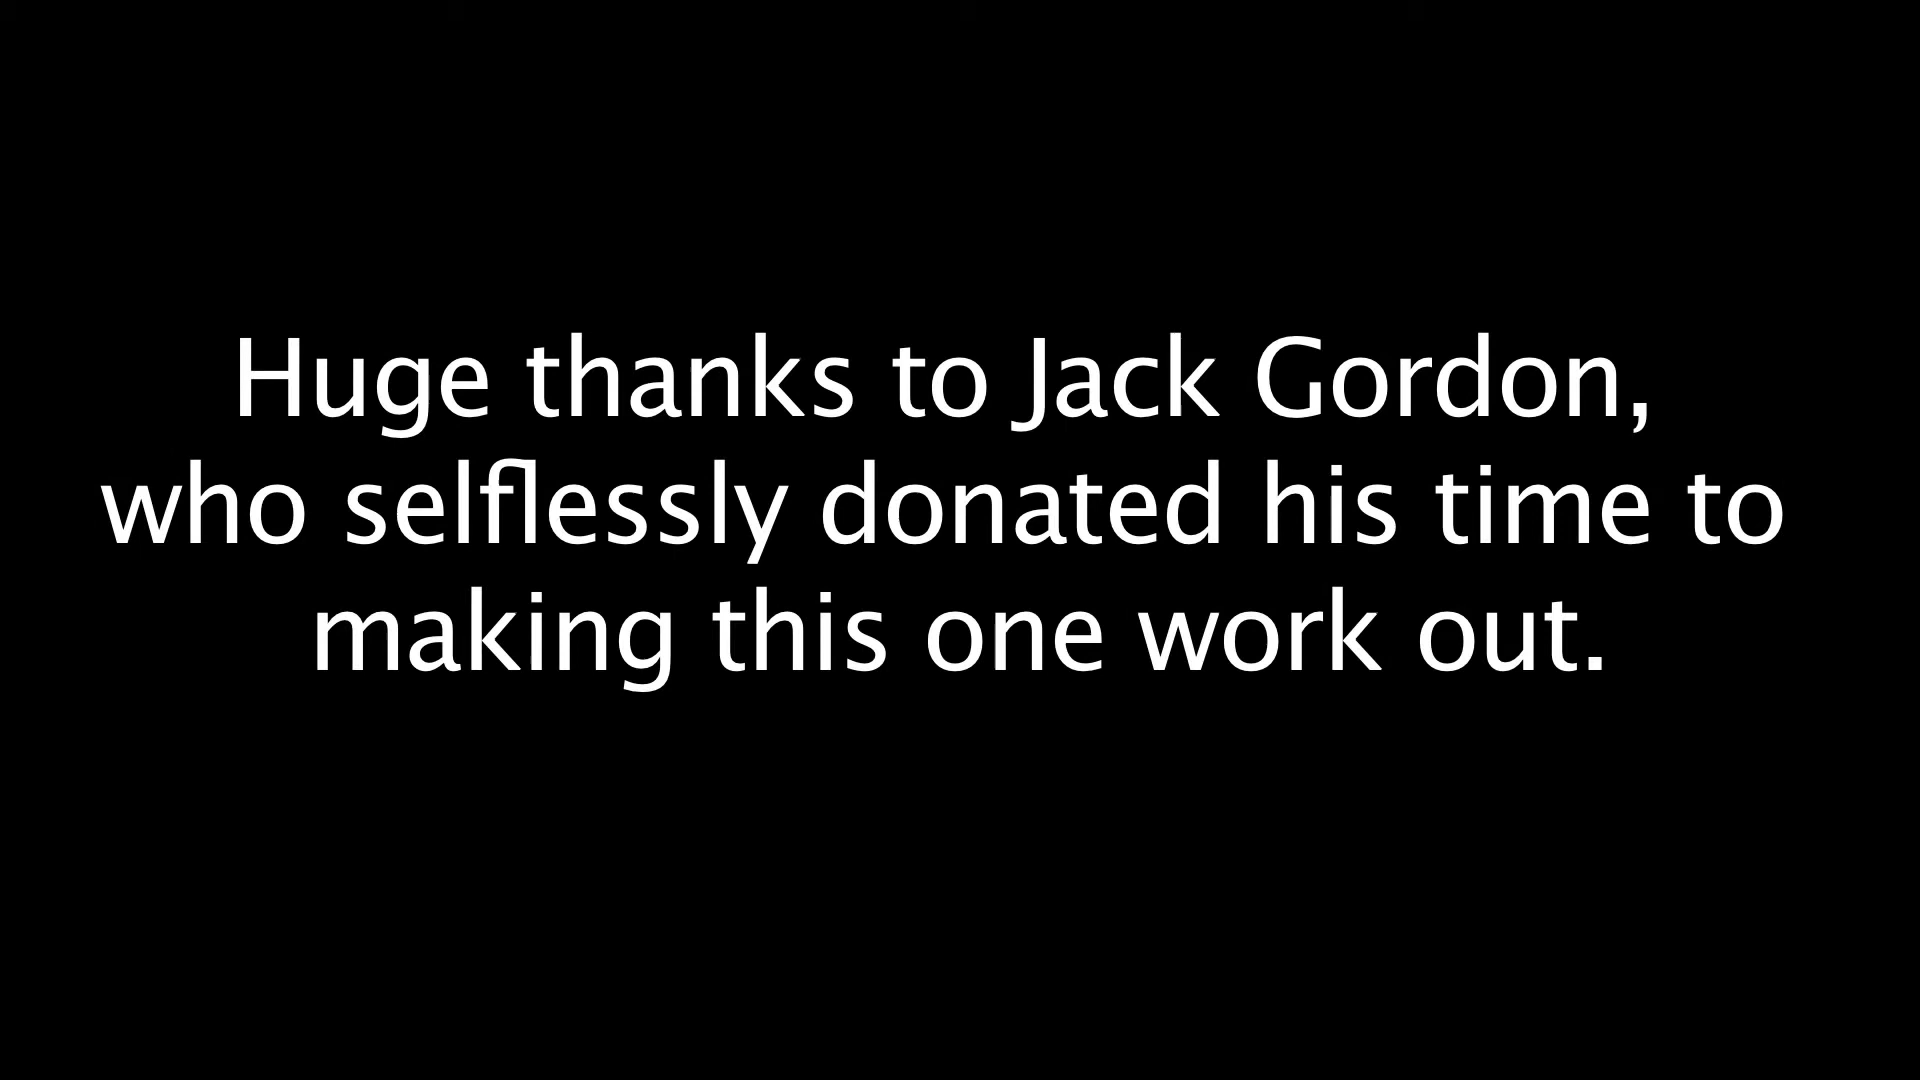 Huge thanks to Jack Gordon,
who selflessly donated his time to
making this one work out.